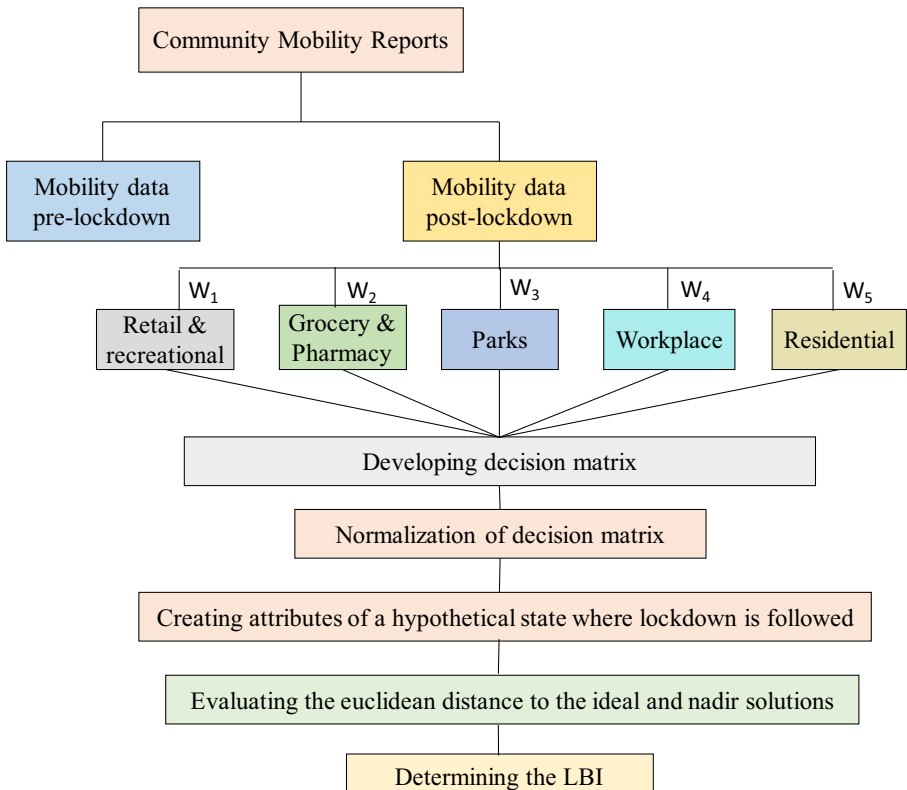 Community Mobility Reports
Mobility data
pre-lockdown
Mobility data
post-lockdown
W₁
W₂
W₃
W₄
W₅
Retail &
recreational
Grocery &
Pharmacy
Parks
Workplace
Residential
Developing decision matrix
Normalization of decision matrix
Creating attributes of a hypothetical state where lockdown is followed
Evaluating the euclidean distance to the ideal and nadir solutions
Determining the LBI